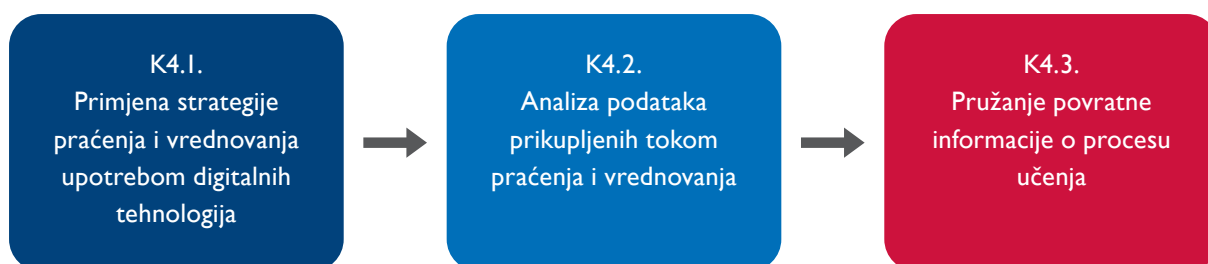 K4.1.
Primjena strategije
praćenja i vrednovanja
upotrebom digitalnih
tehnologija
K4.2.
Analiza podataka
prikupljenih tokom
praćenja i vrednovanja
K4.3.
Pružanje povratne
informacije o procesu
učenja